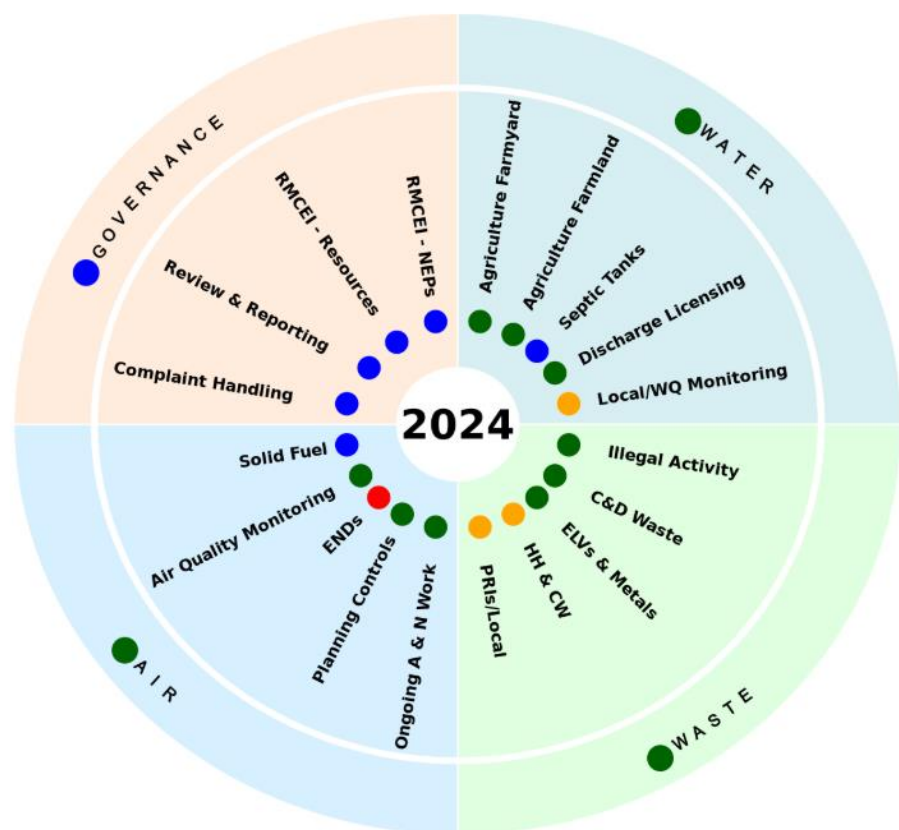 GOVERNANCE
WATER
RMCEI - NEPs
RMCEI - Resources
Review & Reporting
Complaint Handling
Agriculture Farmyard
Agriculture Farmland
Septic Tanks
Discharge Licensing
Local/WQ Monitoring
2024
Solid Fuel
Air Quality Monitoring
ENDs
Planning Controls
Ongoing A & N Work
Illegal Activity
C&D Waste
ELVs & Metals
HH & CW
PRIs/Local
AIR
WASTE